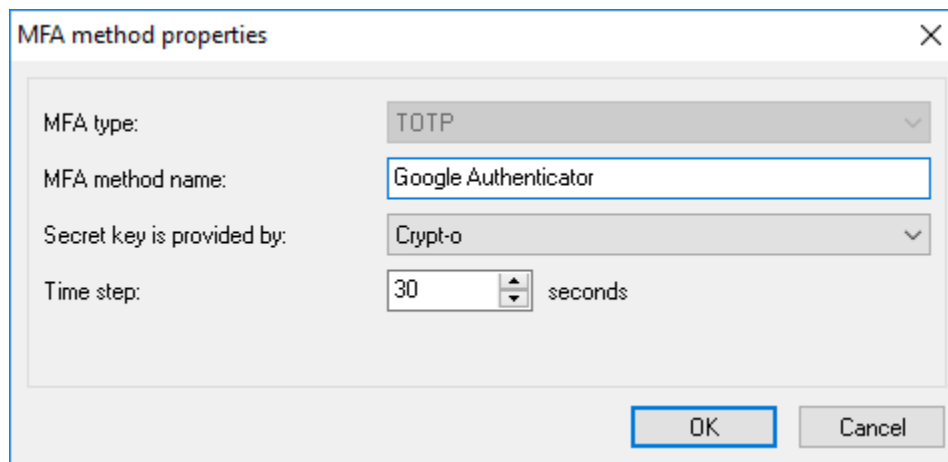 MFA method properties
MFA type: TOTP
MFA method name: Google Authenticator
Secret key is provided by: Crypt-o
Time step: 30 seconds
OK Cancel